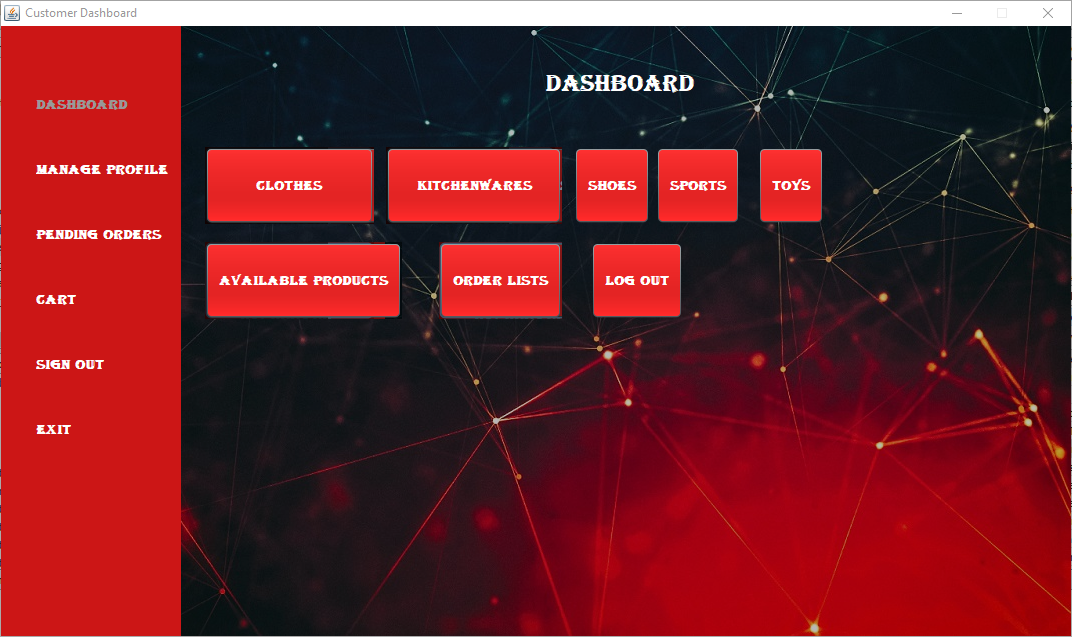 Customer Dashboard
DASHBOARD
DASHBOARD
MANAGE PROFILE
PENDING ORDERS
CART
SIGN OUT
EXIT
CLOTHES KITCHENWARES SHOES SPORTS TOYS
AVAILABLE PRODUCTS ORDER LISTS LOG OUT